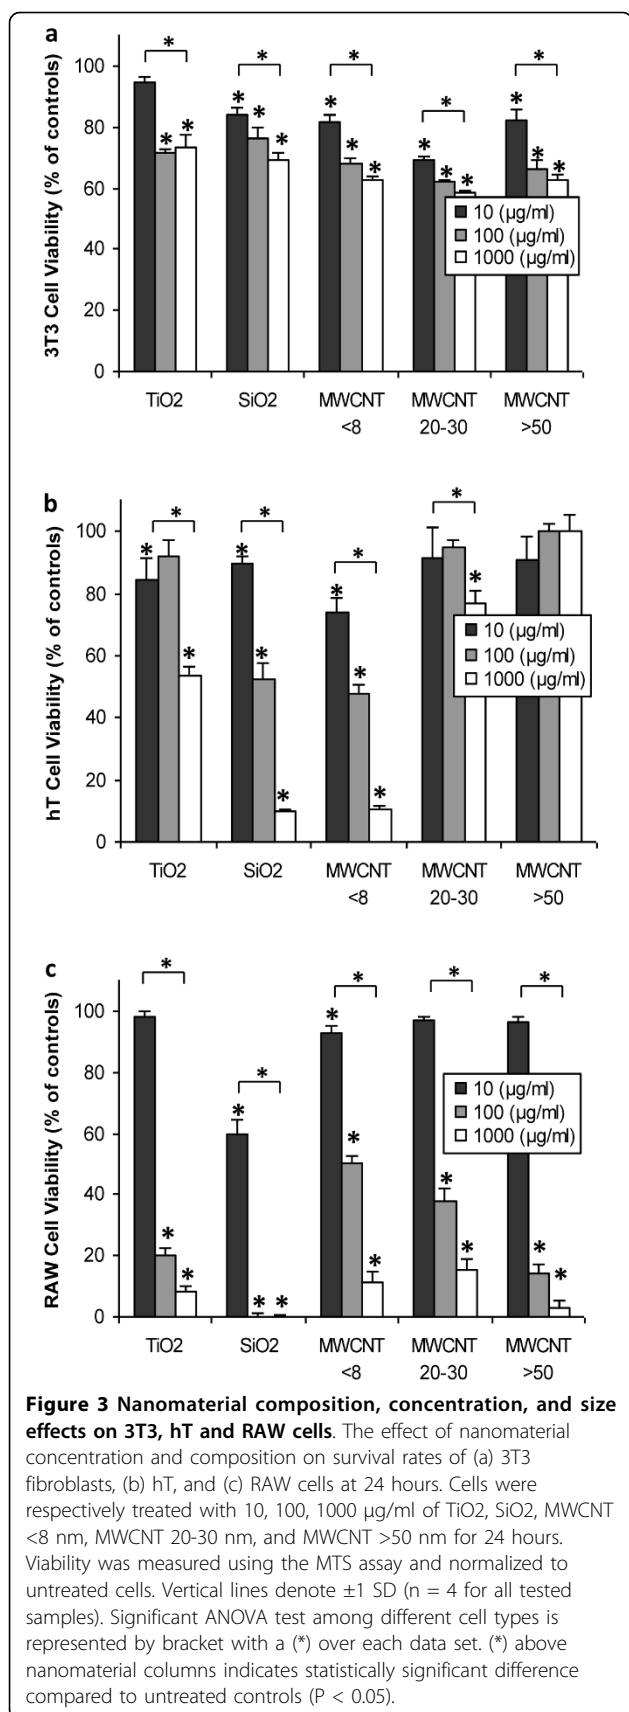 a
*
*
*
*
*
100
80
60
40
20
0
3T3 Cell Viability (% of controls)
* *
* * *
* * *
* * *
* * *
10 (µg/ml)
100 (µg/ml)
1000 (µg/ml)
TiO2 SiO2 MWCNT MWCNT MWCNT
<8 20-30 >50
b
*
*
*
*
100
80
60
40
20
0
hT Cell Viability (% of controls)
* *
* * *
* * *
*
10 (µg/ml)
100 (µg/ml)
1000 (µg/ml)
TiO2 SiO2 MWCNT MWCNT MWCNT
<8 20-30 >50
c
*
*
*
*
*
100
80
60
40
20
0
RAW Cell Viability (% of controls)
* *
* * *
* * *
* *
* *
10 (µg/ml)
100 (µg/ml)
1000 (µg/ml)
TiO2 SiO2 MWCNT MWCNT MWCNT
<8 20-30 >50
Figure 3 Nanomaterial composition, concentration, and size
effects on 3T3, hT and RAW cells. The effect of nanomaterial
concentration and composition on survival rates of (a) 3T3
fibroblasts, (b) hT, and (c) RAW cells at 24 hours. Cells were
respectively treated with 10, 100, 1000 µg/ml of TiO2, SiO2, MWCNT
<8 nm, MWCNT 20-30 nm, and MWCNT >50 nm for 24 hours.
Viability was measured using the MTS assay and normalized to
untreated cells. Vertical lines denote ±1 SD (n = 4 for all tested
samples). Significant ANOVA test among different cell types is
represented by bracket with a (*) over each data set. (*) above
nanomaterial columns indicates statistically significant difference
compared to untreated controls (P < 0.05).